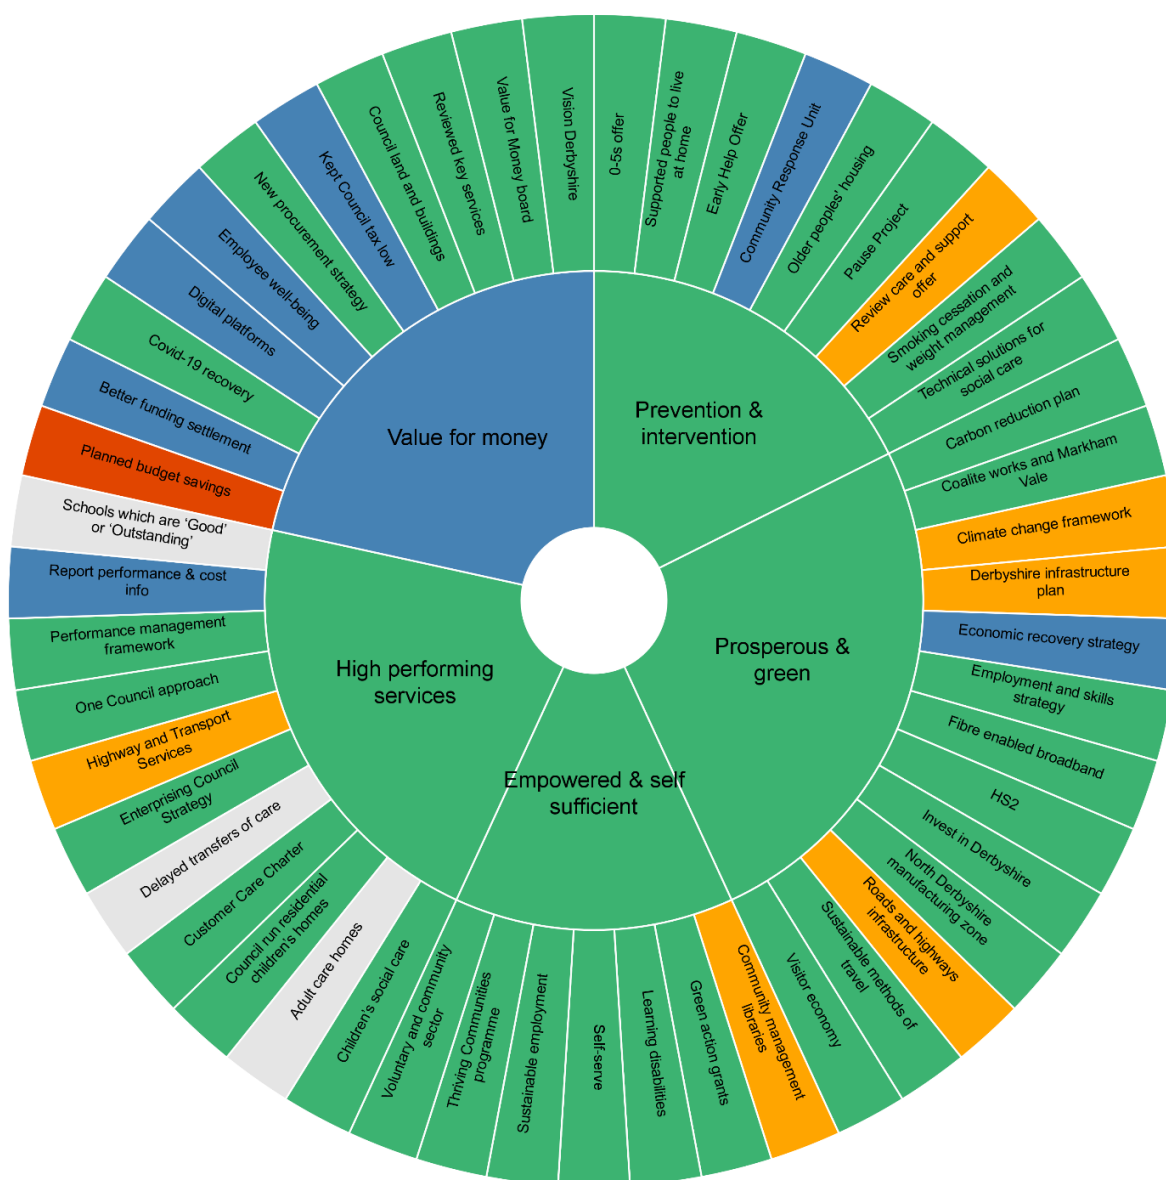 Prevention &
intervention
0-5s offer
Supported people to live
at home
Early Help Offer
Community Response Unit
Older peoples' housing
Pause Project
Review care and support
offer
Smoking cessation and
weight management
Technical solutions for
social care
Prosperous &
green
Carbon reduction plan
Coalite works and Markham
Vale
Climate change framework
Derbyshire infrastructure
plan
Economic recovery strategy
Employment and skills
strategy
Fibre enabled broadband
HS2
Invest in Derbyshire
North Derbyshire
manufacturing zone
Roads and highways
infrastructure
Sustainable methods of
travel
Visitor economy
Empowered & self
sufficient
Community management
libraries
Green action grants
Learning disabilities
Self-serve
Sustainable employment
Thriving Communities
programme
Voluntary and community
sector
High performing
services
Children's social care
Adult care homes
Council run residential
children's homes
Customer Care Charter
Delayed transfers of care
Enterprising Council
Strategy
Highway and Transport
Services
One Council approach
Performance management
framework
Report performance & cost
info
Schools which are ‘Good’
or ‘Outstanding’
Value for money
Planned budget savings
Better funding settlement
Covid-19 recovery
Digital platforms
Employee well-being
New procurement strategy
Kept Council tax low
Council land and buildings
Reviewed key services
Value for Money board
Vision Derbyshire